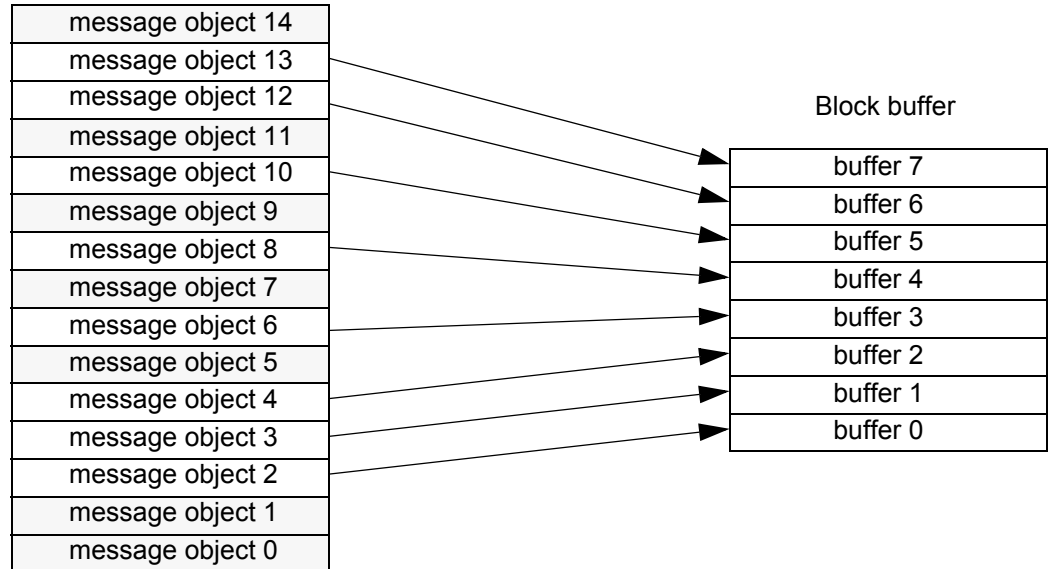 message object 14
message object 13
message object 12
message object 11
message object 10
message object 9
message object 8
message object 7
message object 6
message object 5
message object 4
message object 3
message object 2
message object 1
message object 0
Block buffer
buffer 7
buffer 6
buffer 5
buffer 4
buffer 3
buffer 2
buffer 1
buffer 0